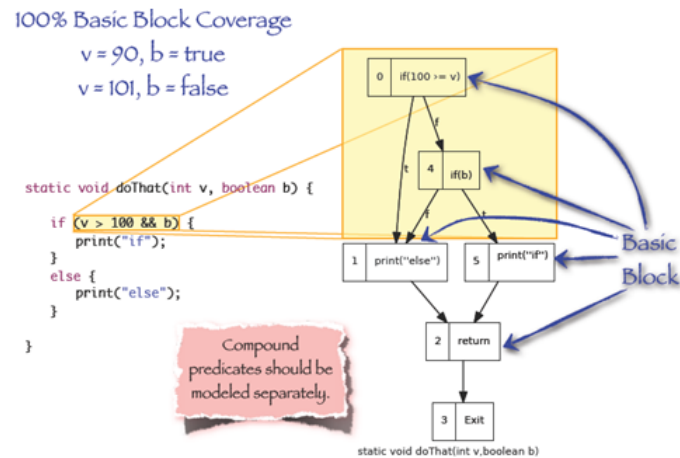 100% Basic Block Coverage
v = 90, b = true
v = 101, b = false
static void doThat(int v, boolean b) {
if (v > 100 && b) {
print("if");
}
else {
print("else");
}
}
0 if(100 >= v)
f
t
4 if(b)
f
t
1 print("else")
5 print("if")
2 return
3 Exit
static void doThat(int v,boolean b)
Basic
Block
Compound
predicates should be
modeled separately.